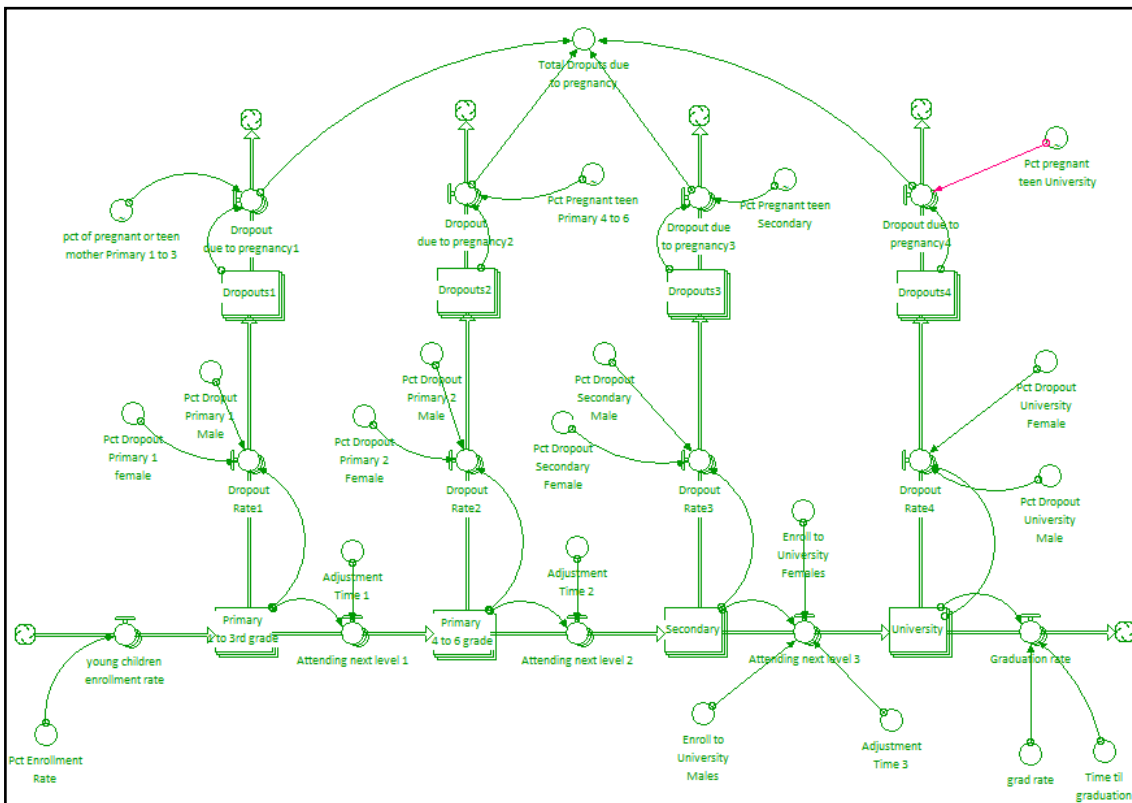 Total Droputs due
to pregnancy
Pct pregnant
teen University
pct of pregnant or teen
mother Primary 1 to 3
Dropout
due to pregnancy1
Dropout
due to pregnancy2
Pct Pregnant teen
Primary 4 to 6
Dropout due
to pregnancy3
Pct Pregnant teen
Secondary
Dropout due to
pregnancy4
Dropouts1
Dropouts2
Dropouts3
Dropouts4
Pct Droput
Primary 1
Male
Pct Dropout
Primary 1
female
Pct Dropout
Primary 2
Male
Pct Dropout
Primary 2
Female
Pct Dropout
Secondary
Male
Pct Dropout
Secondary
Female
Pct Dropout
University
Female
Pct Dropout
University
Male
Dropout
Rate1
Dropout
Rate2
Dropout
Rate3
Dropout
Rate4
Adjustment
Time 1
Adjustment
Time 2
Enroll to
University
Females
Primary
1 to 3rd grade
Primary
4 to 6 grade
Secondary
University
young children
enrollment rate
Attending next level 1
Attending next level 2
Attending next level 3
Graduation rate
Pct Enrollment
Rate
Enroll to
University
Males
Adjustment
Time 3
grad rate
Time til
graduation